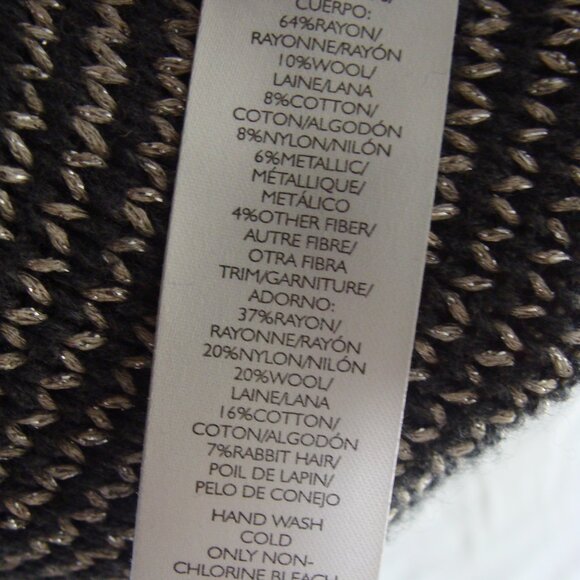 CUERPO:
64%RAYON/
RAYONNE/RAYÓN
10%WOOL/
LAINE/LANA
8%COTTON/
COTON/ALGODÓN
8%NYLON/NILÓN
6%METALLIC/
MÉTALLIQUE/
METÁLICO
4%OTHER FIBER/
AUTRE FIBRE/
OTRA FIBRA
TRIM/GARNITURE/
ADORNO:
37%RAYON/
RAYONNE/RAYÓN
20%NYLON/NILÓN
20%WOOL/
LAINE/LANA
16%COTTON/
COTON/ALGODÓN
7%RABBIT HAIR/
POIL DE LAPIN/
PELO DE CONEJO
HAND WASH
COLD
ONLY NON-
CHLORINE BLEACH